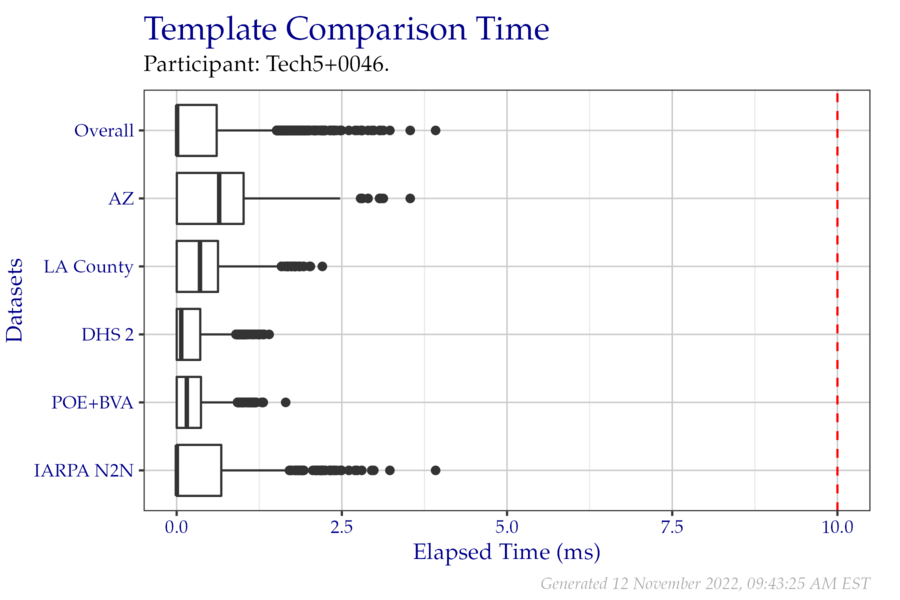 Template Comparison Time
Participant: Tech5+0046.
Datasets
Overall
AZ
LA County
DHS 2
POE+BVA
IARPA N2N
0.0 2.5 5.0 7.5 10.0
Elapsed Time (ms)
Generated 12 November 2022, 09:43:25 AM EST